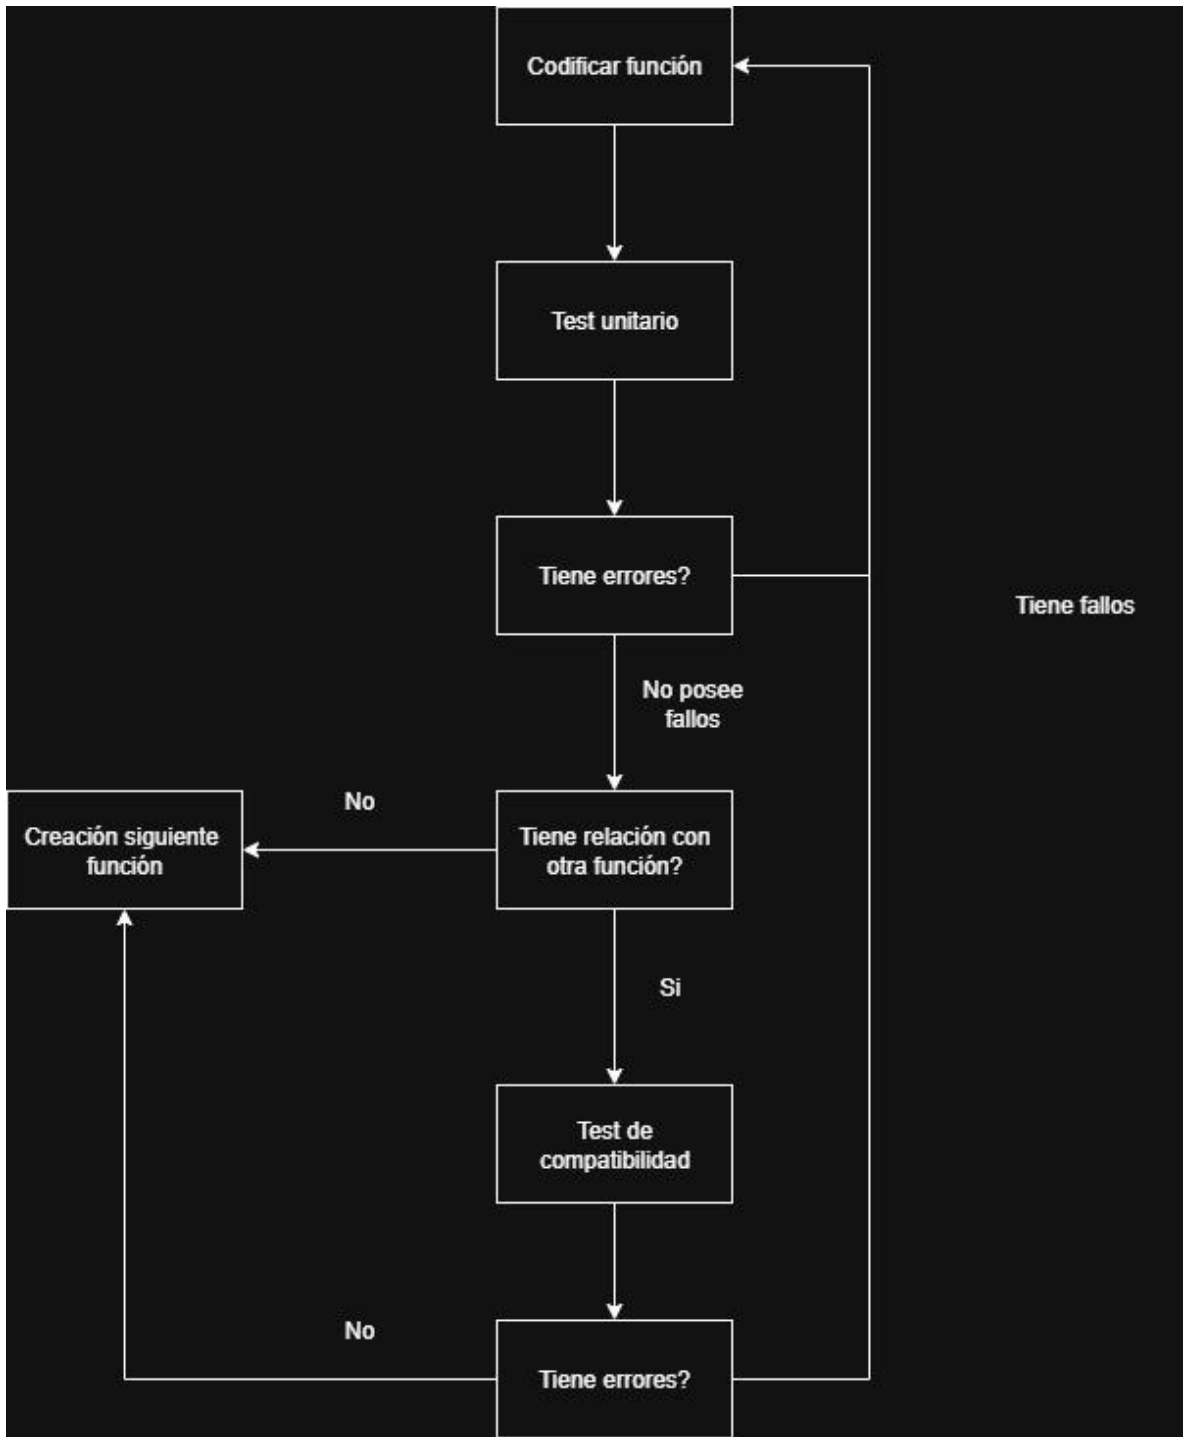 Codificar función
Test unitario
Tiene errores?
Tiene fallos
No posee
fallos
No
Creación siguiente
función
Tiene relación con
otra función?
Si
Test de
compatibilidad
No
Tiene errores?